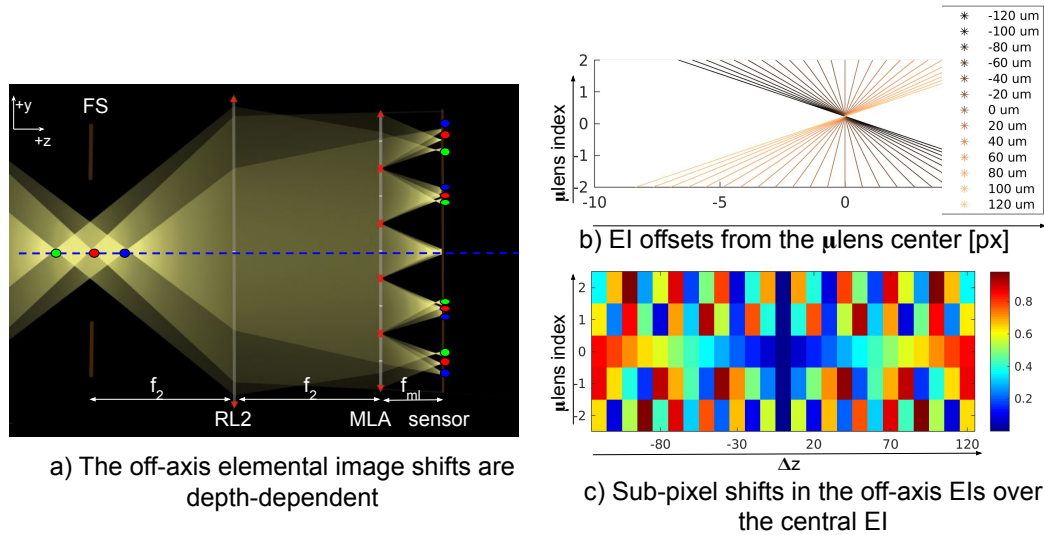 +y
+z
FS
f2
f2
fml
RL2
MLA
sensor
a) The off-axis elemental image shifts are
depth-dependent
-120 um
-100 um
-80 um
-60 um
-40 um
-20 um
0 um
20 um
40 um
60 um
80 um
100 um
120 um
μlens index
2
1
0
-1
-2
-10
-5
0
b) EI offsets from the μlens center [px]
μlens index
2
1
0
-1
-2
-80
-30
20
70
120
Δz
0.8
0.6
0.4
0.2
c) Sub-pixel shifts in the off-axis EIs over
the central EI